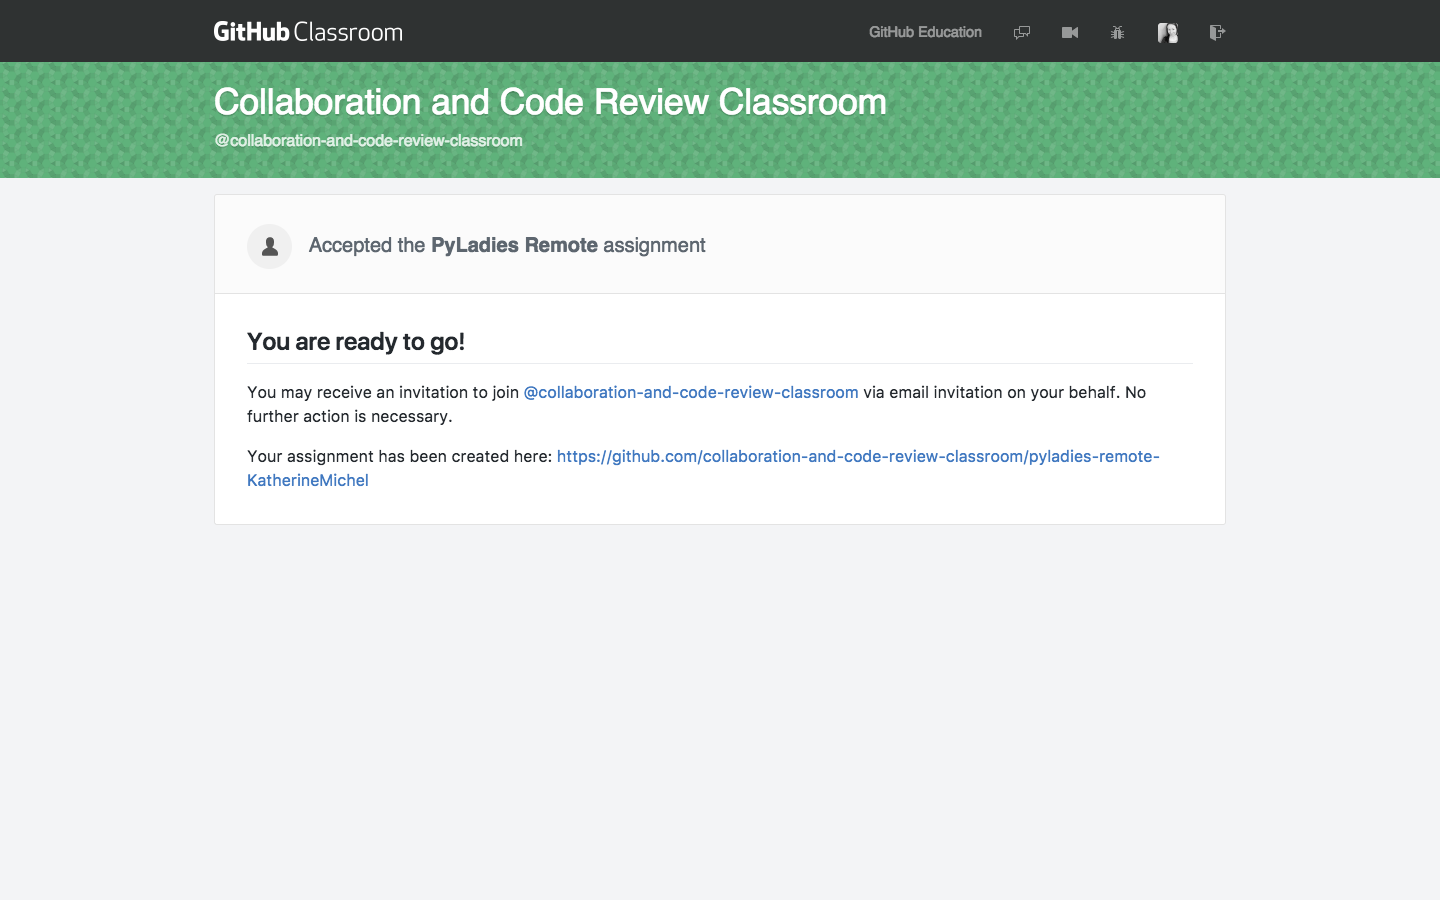 GitHub Classroom
GitHub Education
Collaboration and Code Review Classroom
@collaboration-and-code-review-classroom
Accepted the PyLadies Remote assignment
You are ready to go!
You may receive an invitation to join @collaboration-and-code-review-classroom via email invitation on your behalf. No
further action is necessary.
Your assignment has been created here: https://github.com/collaboration-and-code-review-classroom/pyladies-remote-
KatherineMichel